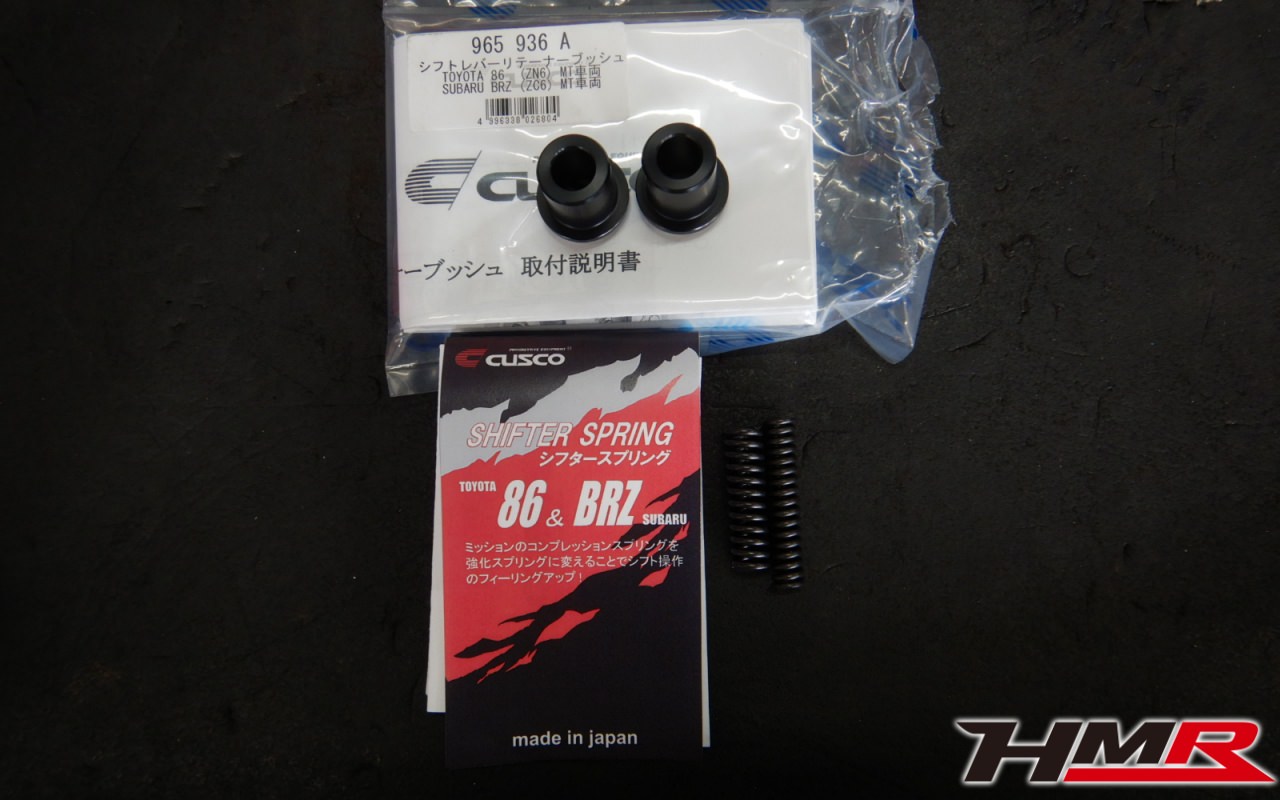 965 936 A
シフトレバーリテーナーブッシュ
TOYOTA 86 (ZN6) MT車両
SUBARU BRZ (ZC6) MT車両
4 996938 026804
CUSCO
ーブッシュ 取付説明書
CUSCO
SHIFTER SPRING
シフタースプリング
TOYOTA 86 & BRZ SUBARU
ミッションのコンプレッションスプリングを
強化スプリングに変えることでシフト操作
のフィーリングアップ!
made in japan
HMR